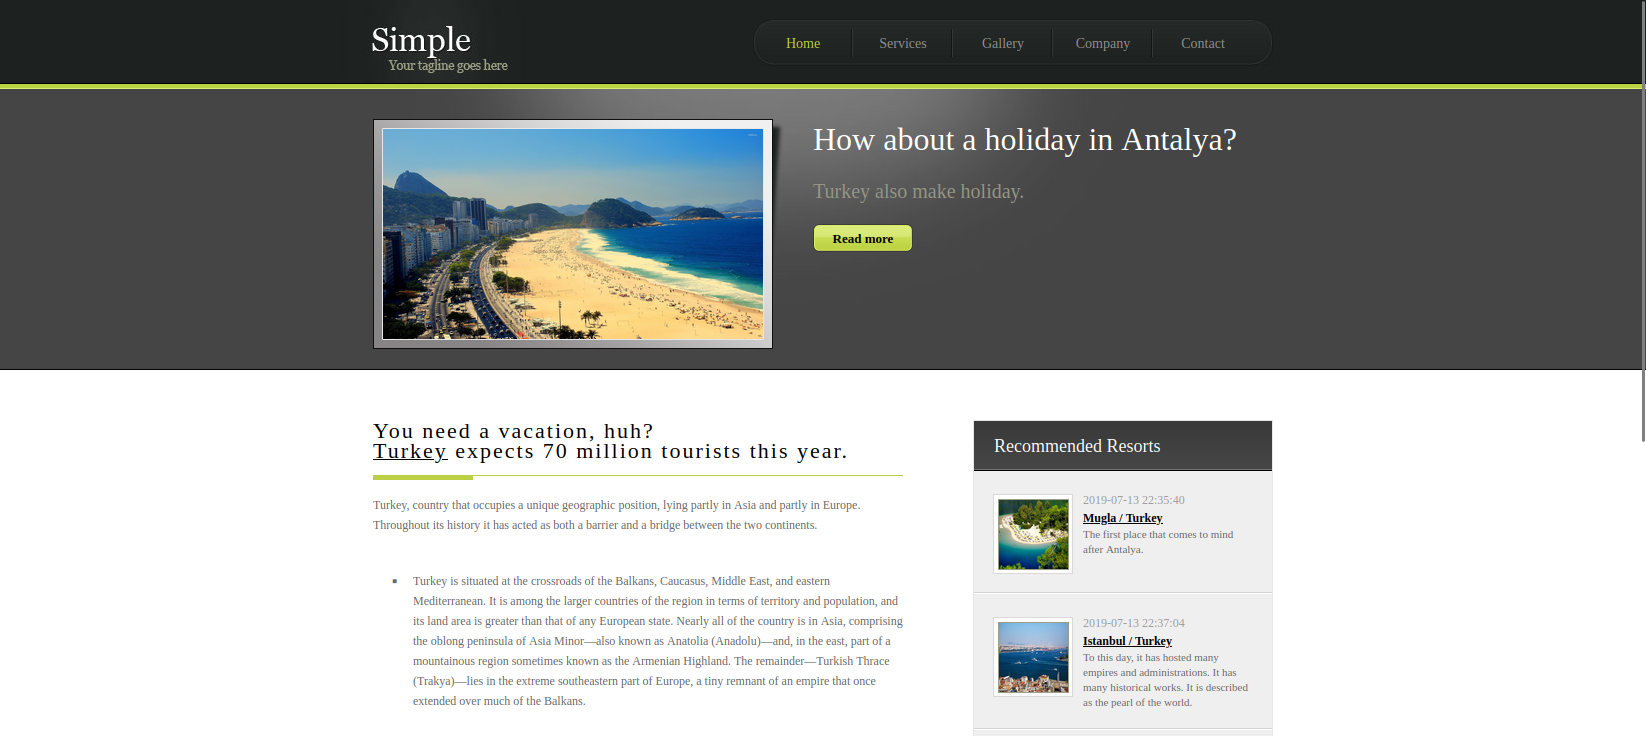 Simple
Your tagline goes here
Home
Services
Gallery
Company
Contact
How about a holiday in Antalya?
Turkey also make holiday.
Read more
You need a vacation, huh?
Turkey expects 70 million tourists this year.
Turkey, country that occupies a unique geographic position, lying partly in Asia and partly in Europe.
Throughout its history it has acted as both a barrier and a bridge between the two continents.
Turkey is situated at the crossroads of the Balkans, Caucasus, Middle East, and eastern
Mediterranean. It is among the larger countries of the region in terms of territory and population, and
its land area is greater than that of any European state. Nearly all of the country is in Asia, comprising
the oblong peninsula of Asia Minor—also known as Anatolia (Anadolu)—and, in the east, part of a
mountainous region sometimes known as the Armenian Highland. The remainder—Turkish Thrace
(Trakya)—lies in the extreme southeastern part of Europe, a tiny remnant of an empire that once
extended over much of the Balkans.
Recommended Resorts
2019-07-13 22:35:40
Mugla / Turkey
The first place that comes to mind
after Antalya.
2019-07-13 22:37:04
Istanbul / Turkey
To this day, it has hosted many
empires and administrations. It has
many historical works. It is described
as the pearl of the world.